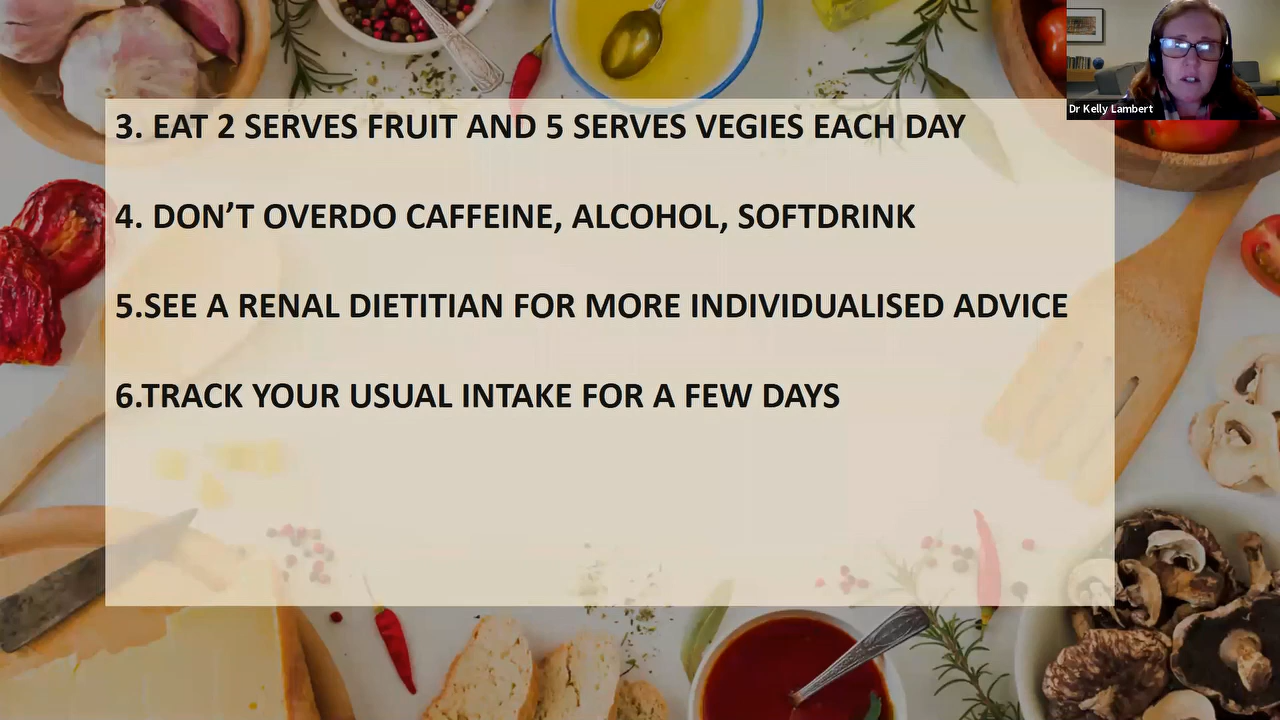 3. EAT 2 SERVES FRUIT AND 5 SERVES VEGIES EACH DAY
4. DON’T OVERDO CAFFEINE, ALCOHOL, SOFTDRINK
5.SEE A RENAL DIETITIAN FOR MORE INDIVIDUALISED ADVICE
6.TRACK YOUR USUAL INTAKE FOR A FEW DAYS
Dr Kelly Lambert